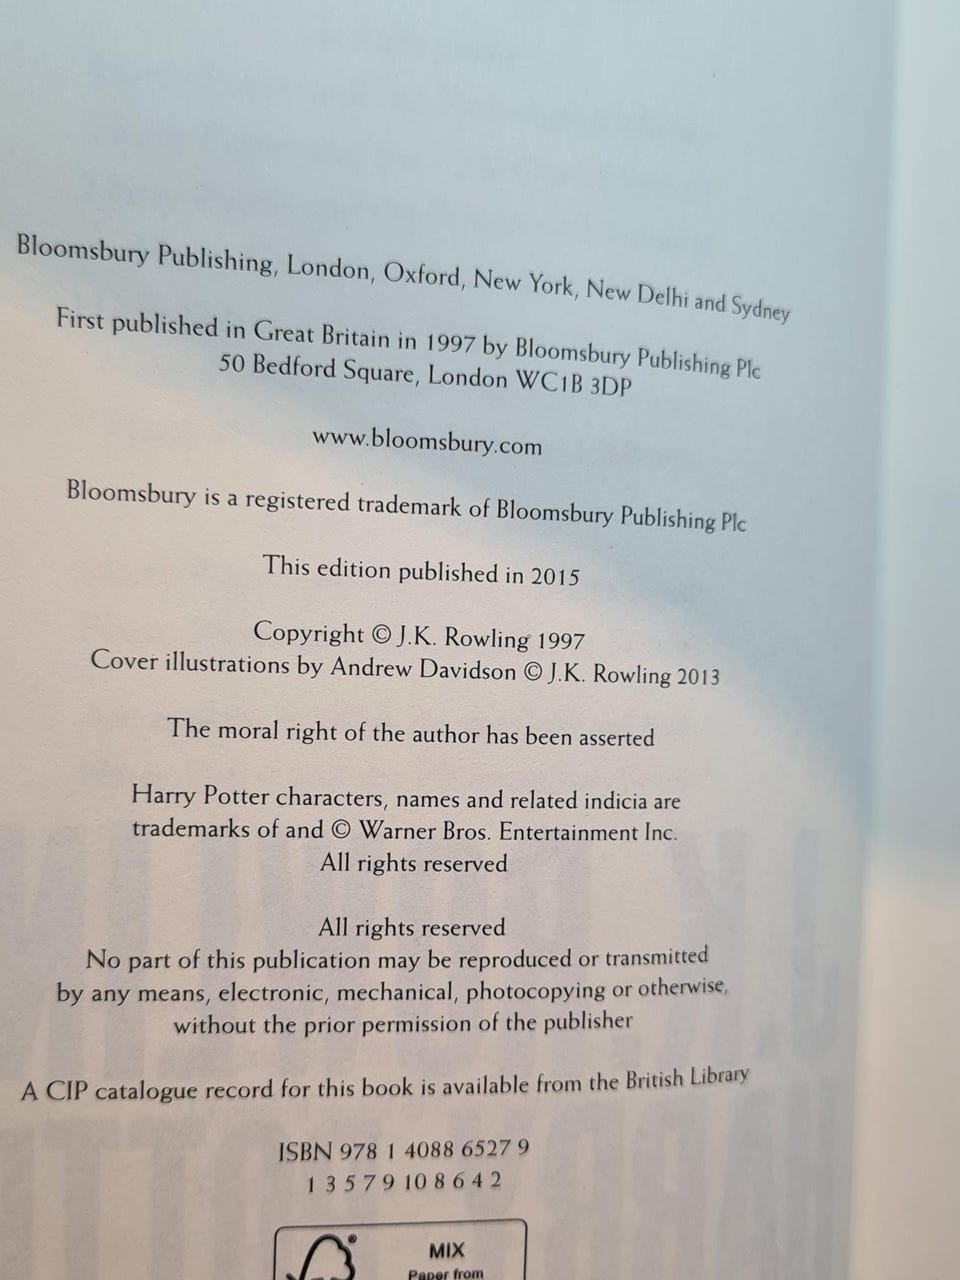 Bloomsbury Publishing, London, Oxford, New York, New Delhi and Sydney
First published in Great Britain in 1997 by Bloomsbury Publishing Plc
50 Bedford Square, London WC1B 3DP
www.bloomsbury.com
Bloomsbury is a registered trademark of Bloomsbury Publishing Plc
This edition published in 2015
Copyright © J.K. Rowling 1997
Cover illustrations by Andrew Davidson © J.K. Rowling 2013
The moral right of the author has been asserted
Harry Potter characters, names and related indicia are
trademarks of and © Warner Bros. Entertainment Inc.
All rights reserved
All rights reserved
No part of this publication may be reproduced or transmitted
by any means, electronic, mechanical, photocopying or otherwise,
without the prior permission of the publisher
A CIP catalogue record for this book is available from the British Library
ISBN 978 1 4088 6527 9
1 3 5 7 9 10 8 6 4 2
®
MIX
Paper from